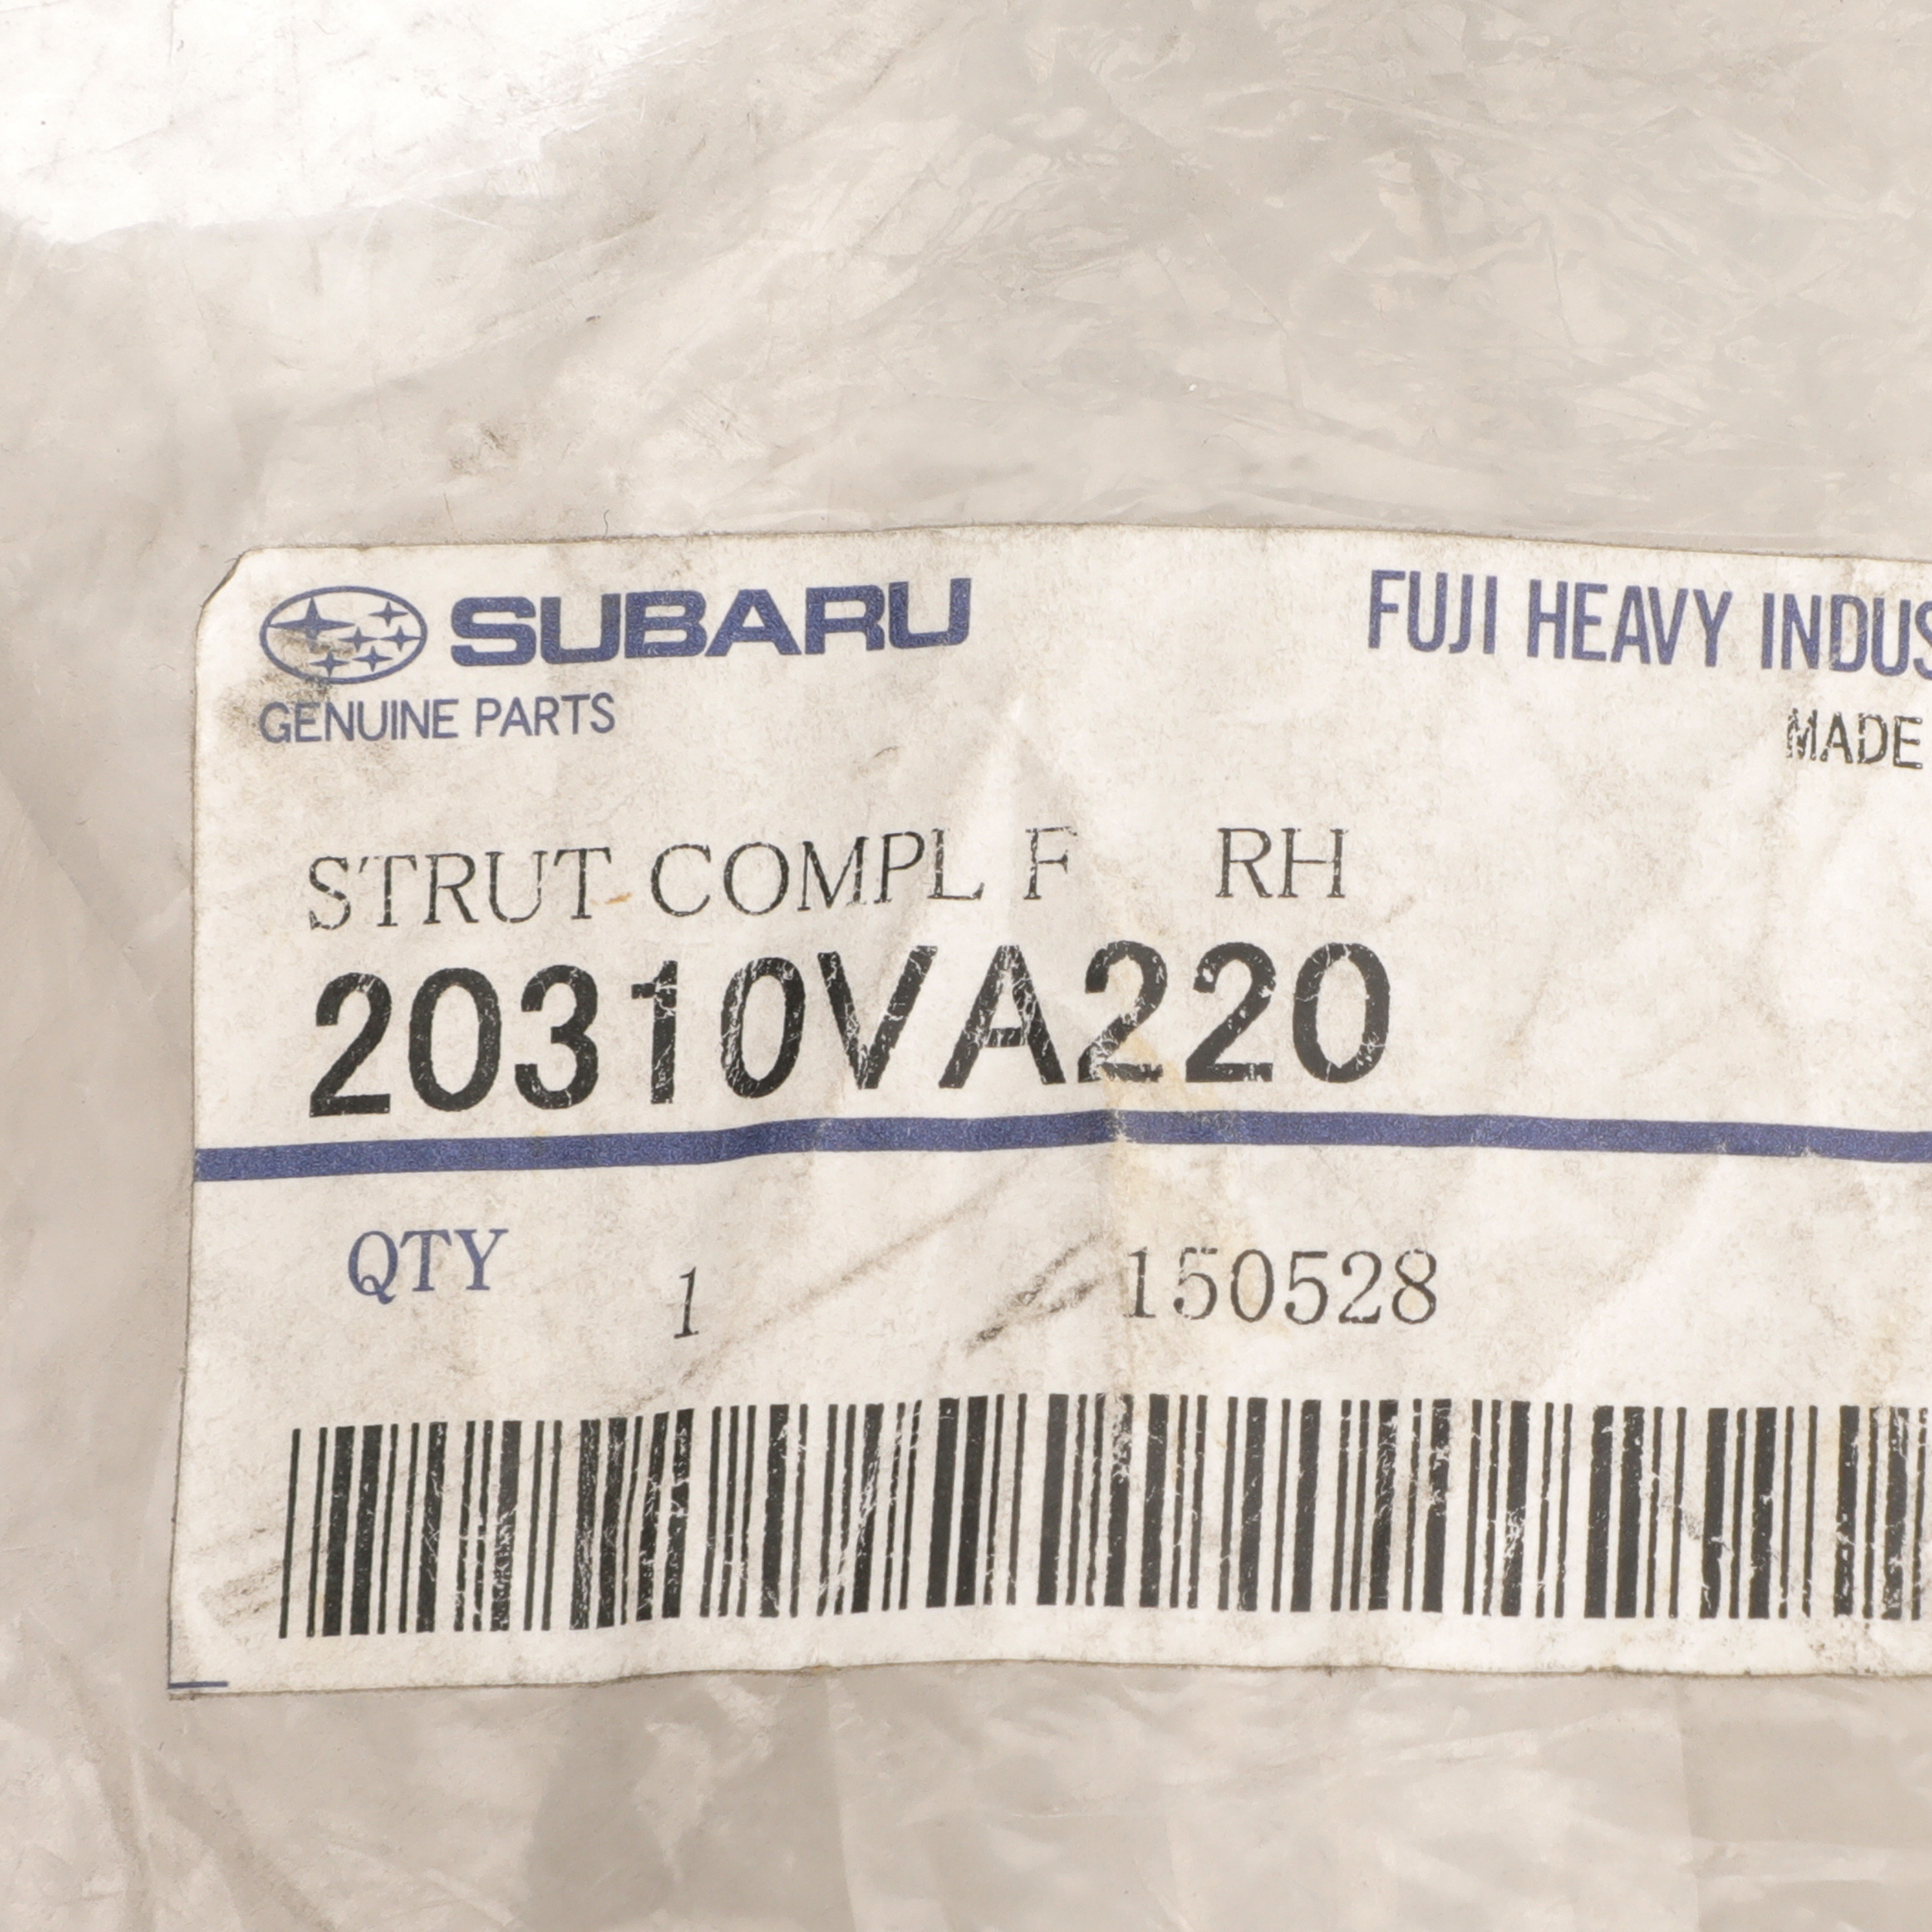 SUBARU
FUJI HEAVY INDUS
GENUINE PARTS
MADE
STRUT COMPL F RH
20310VA220
QTY 1 150528